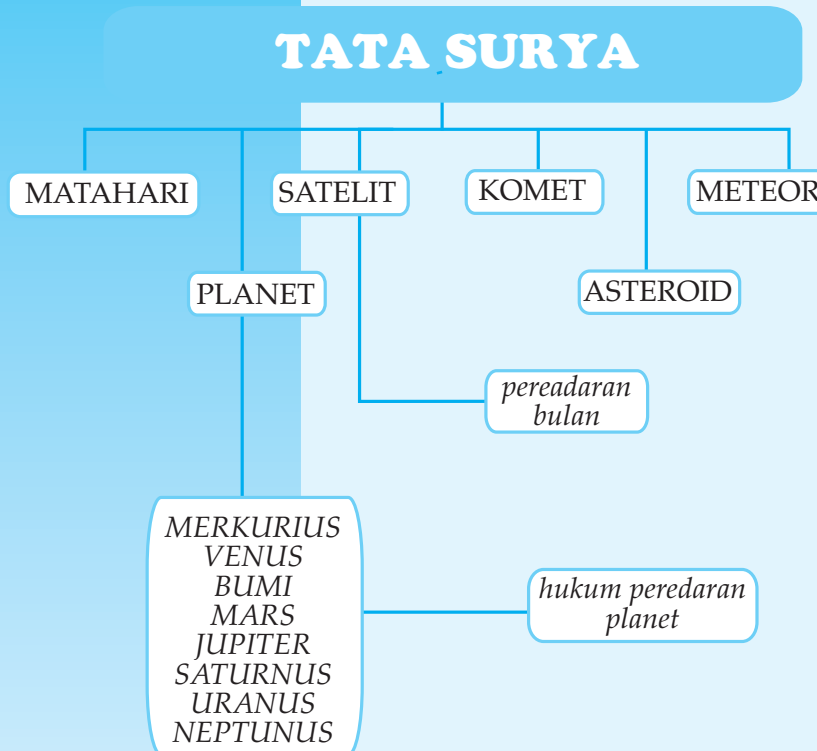 TATA SURYA
MATAHARI
SATELIT
KOMET
METEOR
PLANET
ASTEROID
pereadaran
bulan
MERKURIUS
VENUS
BUMI
MARS
JUPITER
SATURNUS
URANUS
NEPTUNUS
hukum peredaran
planet